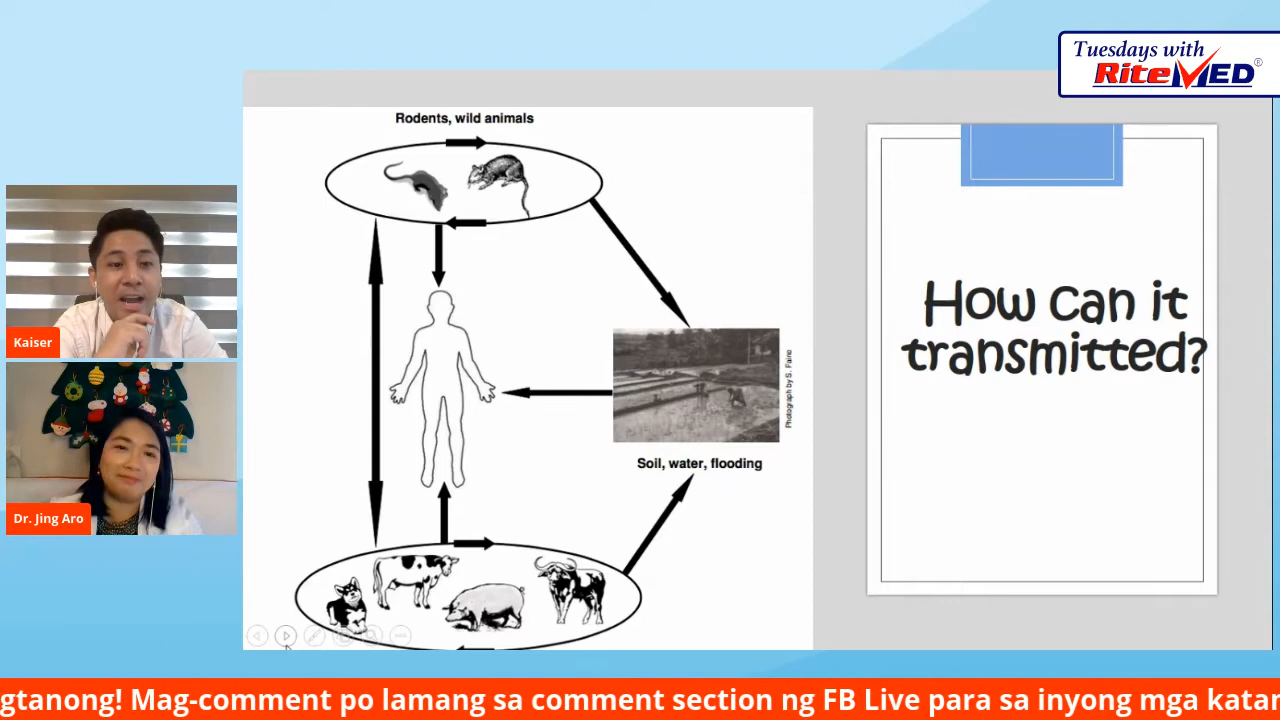 Tuesdays with
RiteMED®
Rodents, wild animals
How can it
transmitted?
Kaiser
Photograph by S. Faine
Soil, water, flooding
Dr. Jing Aro
gtanong! Mag-comment po lamang sa comment section ng FB Live para sa inyong mga katan